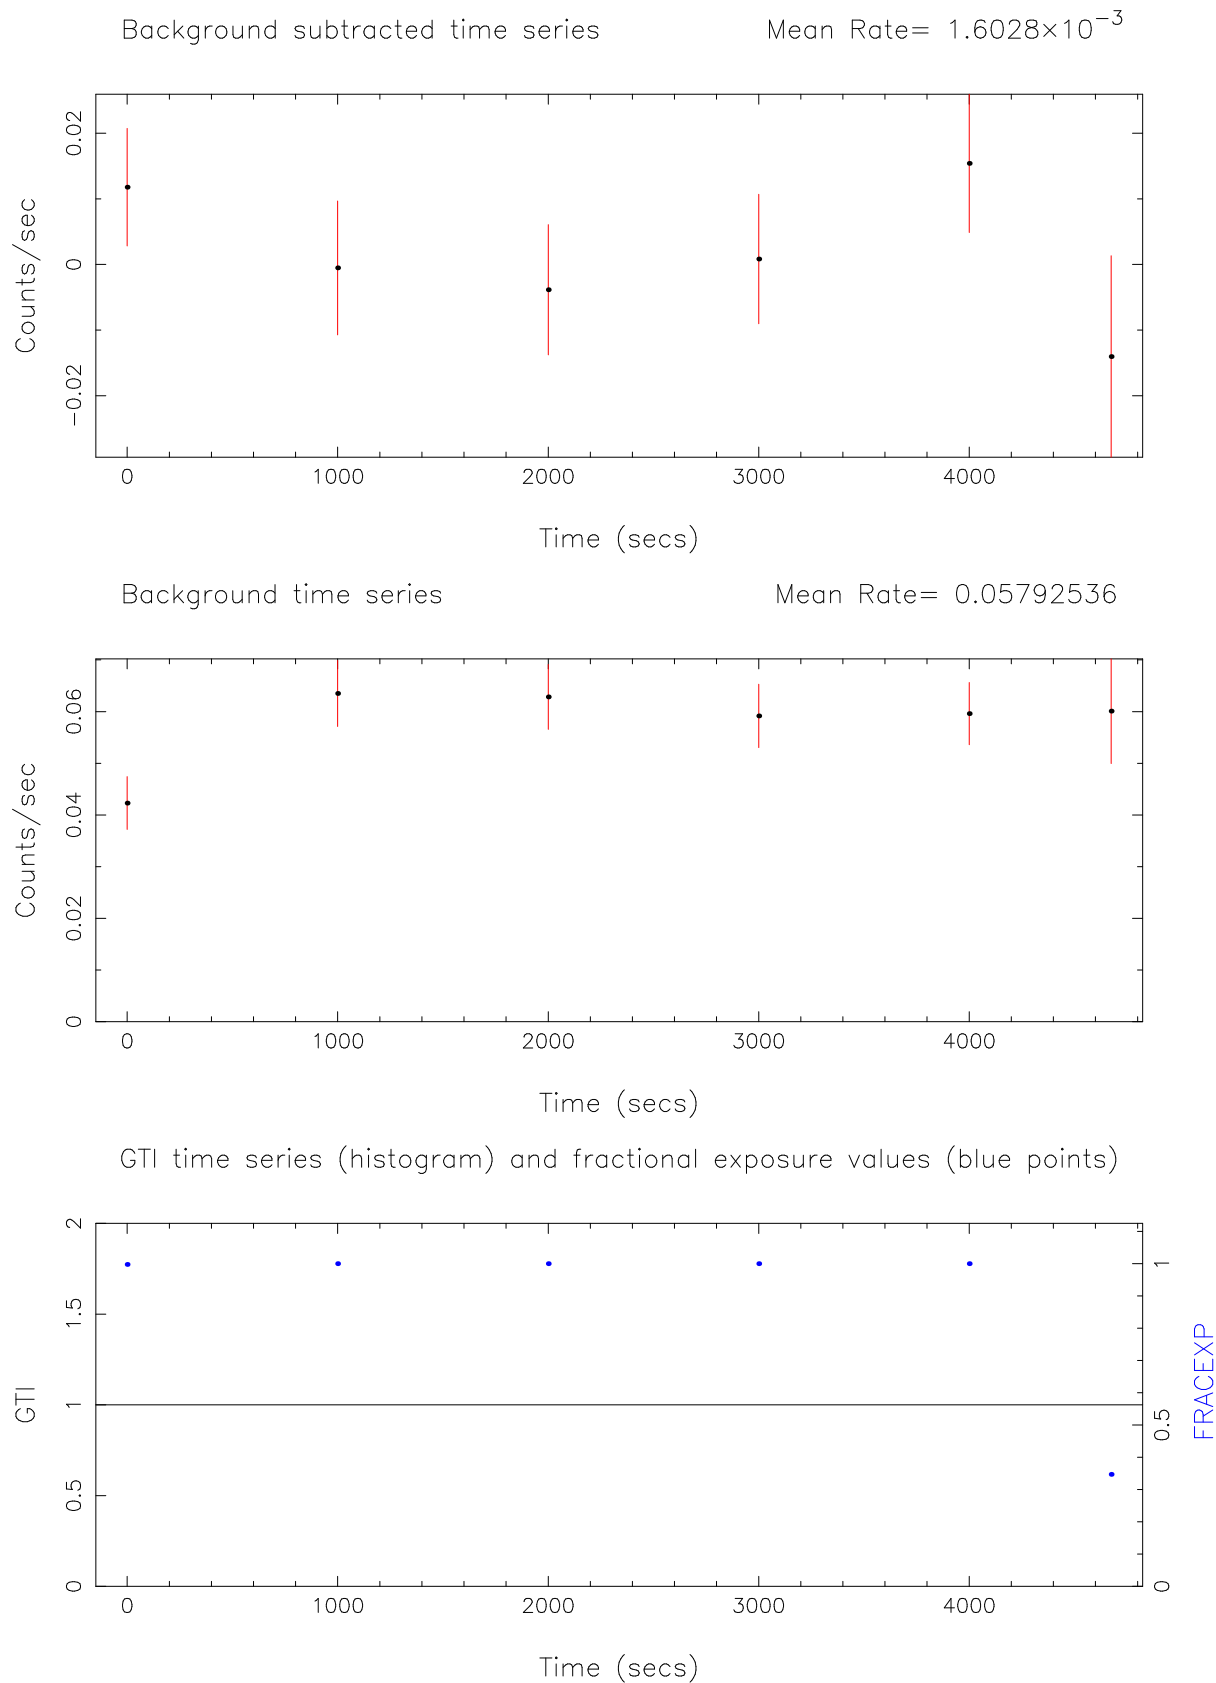 Background subtracted time series Mean Rate= 1.6028×10⁻³
0.02
0
−0.02
Counts/sec
0 1000 2000 3000 4000
Time (secs)
Background time series Mean Rate= 0.05792536
0.06
0.04
0.02
0
Counts/sec
0 1000 2000 3000 4000
Time (secs)
GTI time series (histogram) and fractional exposure values (blue points)
2
1.5
1
0.5
0
GTI
1
0.5
0
FRACEXP
0 1000 2000 3000 4000
Time (secs)